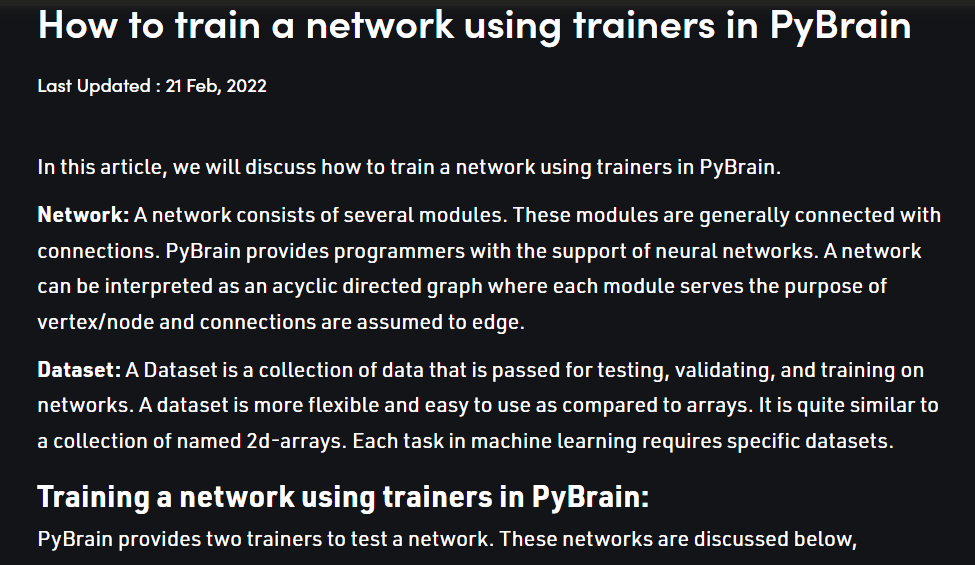 How to train a network using trainers in PyBrain
Last Updated : 21 Feb, 2022
In this article, we will discuss how to train a network using trainers in PyBrain.
Network: A network consists of several modules. These modules are generally connected with
connections. PyBrain provides programmers with the support of neural networks. A network
can be interpreted as an acyclic directed graph where each module serves the purpose of
vertex/node and connections are assumed to edge.
Dataset: A Dataset is a collection of data that is passed for testing, validating, and training on
networks. A dataset is more flexible and easy to use as compared to arrays. It is quite similar to
a collection of named 2d-arrays. Each task in machine learning requires specific datasets.
Training a network using trainers in PyBrain:
PyBrain provides two trainers to test a network. These networks are discussed below,